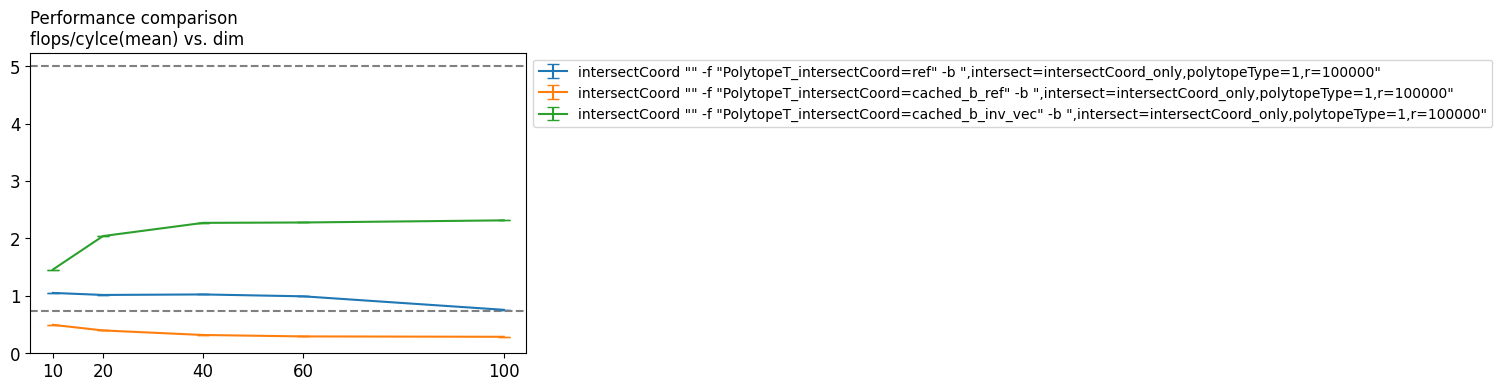 Performance comparison
flops/cylce(mean) vs. dim
5
4
3
2
1
0
10 20 40 60 100
intersectCoord "" -f "PolytopeT_intersectCoord=ref" -b ",intersect=intersectCoord_only,polytopeType=1,r=100000"
intersectCoord "" -f "PolytopeT_intersectCoord=cached_b_ref" -b ",intersect=intersectCoord_only,polytopeType=1,r=100000"
intersectCoord "" -f "PolytopeT_intersectCoord=cached_b_inv_vec" -b ",intersect=intersectCoord_only,polytopeType=1,r=100000"